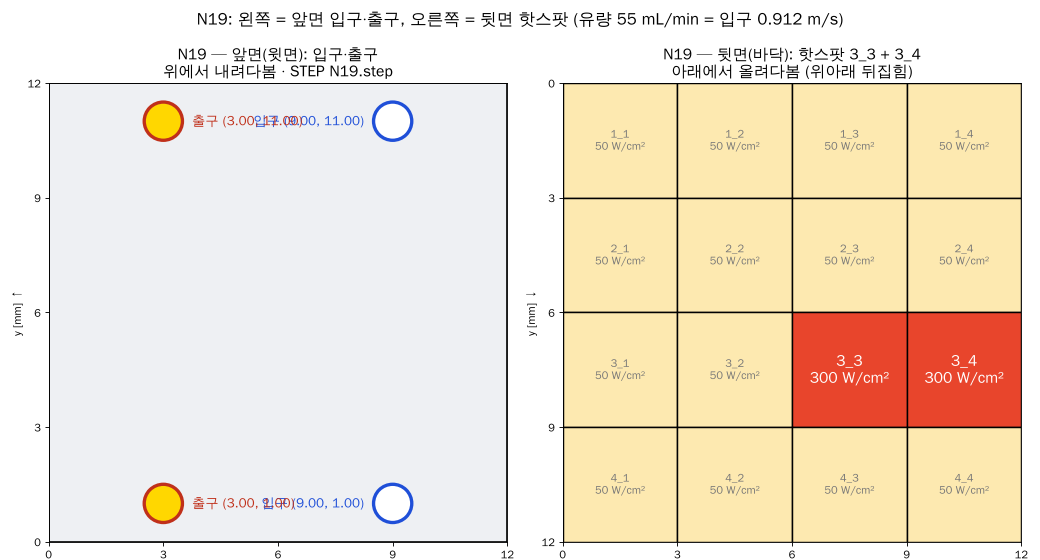 N19: 왼쪽 = 앞면 입구·출구, 오른쪽 = 뒷면 핫스팟 (유량 55 mL/min = 입구 0.912 m/s)
N19 — 앞면(윗면): 입구·출구
위에서 내려다봄 · STEP N19.step
12
9
6
3
0
y [mm] ↑
출구 (3.00, 11.00)
입구 (9.00, 11.00)
출구 (3.00, 1.00)
입구 (9.00, 1.00)
0
3
6
9
12
N19 — 뒷면(바닥): 핫스팟 3_3 + 3_4
아래에서 올려다봄 (위아래 뒤집힘)
0
3
6
9
12
y [mm] ↓
1_1
50 W/cm²
1_2
50 W/cm²
1_3
50 W/cm²
1_4
50 W/cm²
2_1
50 W/cm²
2_2
50 W/cm²
2_3
50 W/cm²
2_4
50 W/cm²
3_1
50 W/cm²
3_2
50 W/cm²
3_3
300 W/cm²
3_4
300 W/cm²
4_1
50 W/cm²
4_2
50 W/cm²
4_3
50 W/cm²
4_4
50 W/cm²
0
3
6
9
12